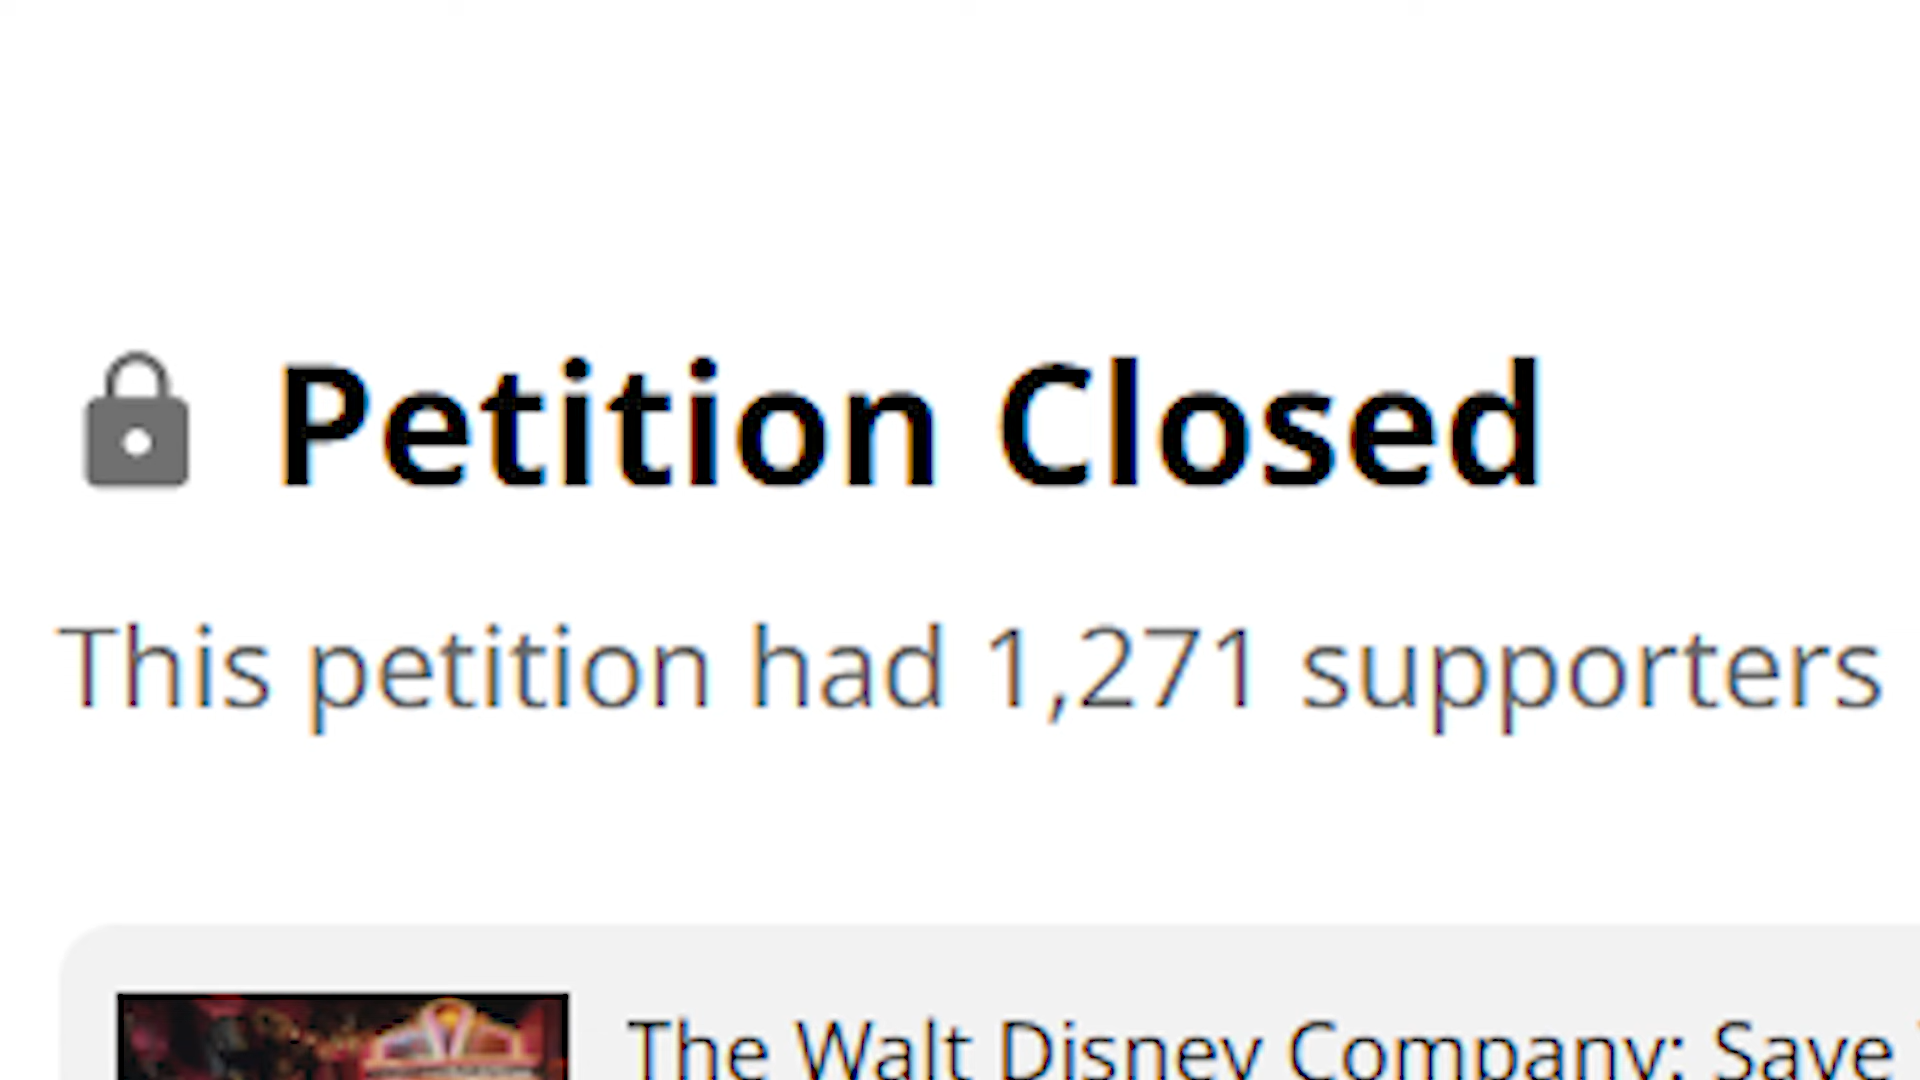 Petition Closed
This petition had 1,271 supporters
The Walt Disney Company: Save